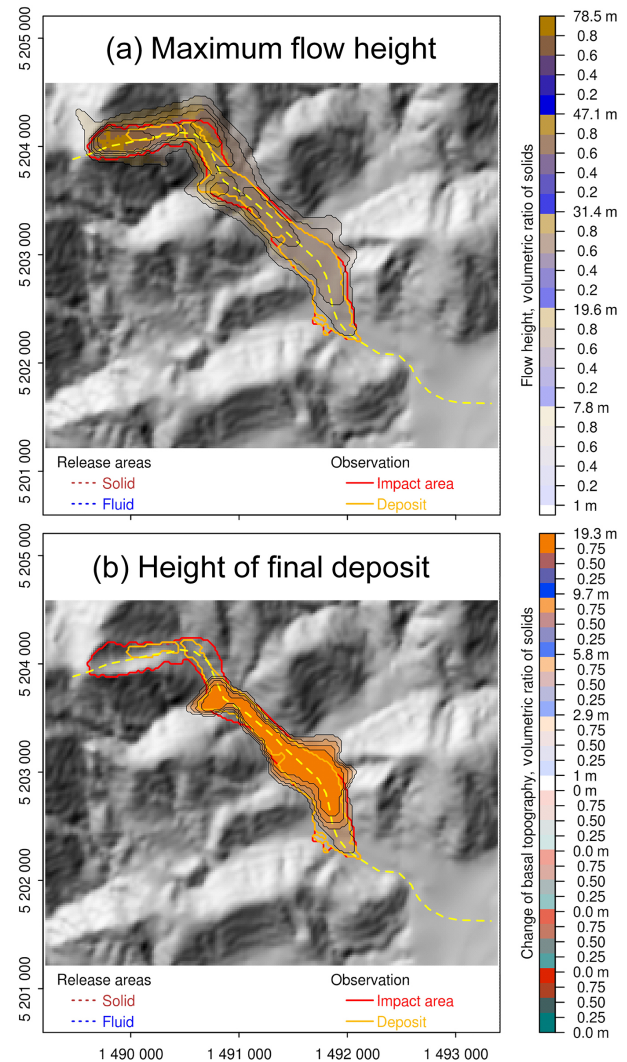 (a) Maximum flow height
5 205 000
5 204 000
5 203 000
5 202 000
5 201 000
Release areas
Solid
Fluid
Observation
Impact area
Deposit
78.5 m
0.8
0.6
0.4
0.2
47.1 m
0.8
0.6
0.4
0.2
31.4 m
0.8
0.6
0.4
0.2
19.6 m
0.8
0.6
0.4
0.2
7.8 m
0.8
0.6
0.4
0.2
1 m
Flow height, volumetric ratio of solids
(b) Height of final deposit
5 205 000
5 204 000
5 203 000
5 202 000
5 201 000
Release areas
Solid
Fluid
Observation
Impact area
Deposit
1 490 000
1 491 000
1 492 000
1 493 000
19.3 m
0.75
0.50
0.25
9.7 m
0.75
0.50
0.25
5.8 m
0.75
0.50
0.25
2.9 m
0.75
0.50
0.25
1 m
0 m
0.75
0.50
0.25
0.0 m
0.75
0.50
0.25
0.0 m
0.75
0.50
0.25
0.0 m
0.75
0.50
0.25
0.0 m
Change of basal topography, volumetric ratio of solids